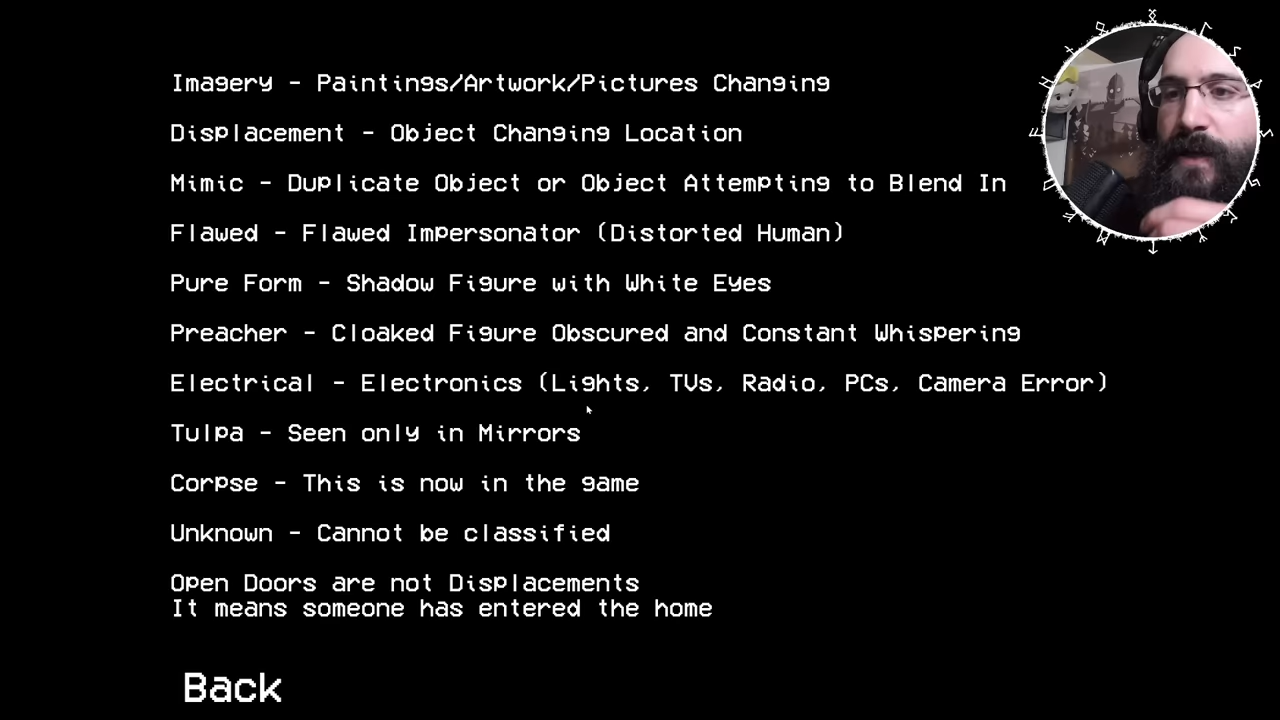 Imagery - Paintings/Artwork/Pictures Changing
Displacement - Object Changing Location
Mimic - Duplicate Object or Object Attempting to Blend In
Flawed - Flawed Impersonator (Distorted Human)
Pure Form - Shadow Figure with White Eyes
Preacher - Cloaked Figure Obscured and Constant Whispering
Electrical - Electronics (Lights, TVs, Radio, PCs, Camera Error)
Tulpa - Seen only in Mirrors
Corpse - This is now in the game
Unknown - Cannot be classified
Open Doors are not Displacements
It means someone has entered the home
Back